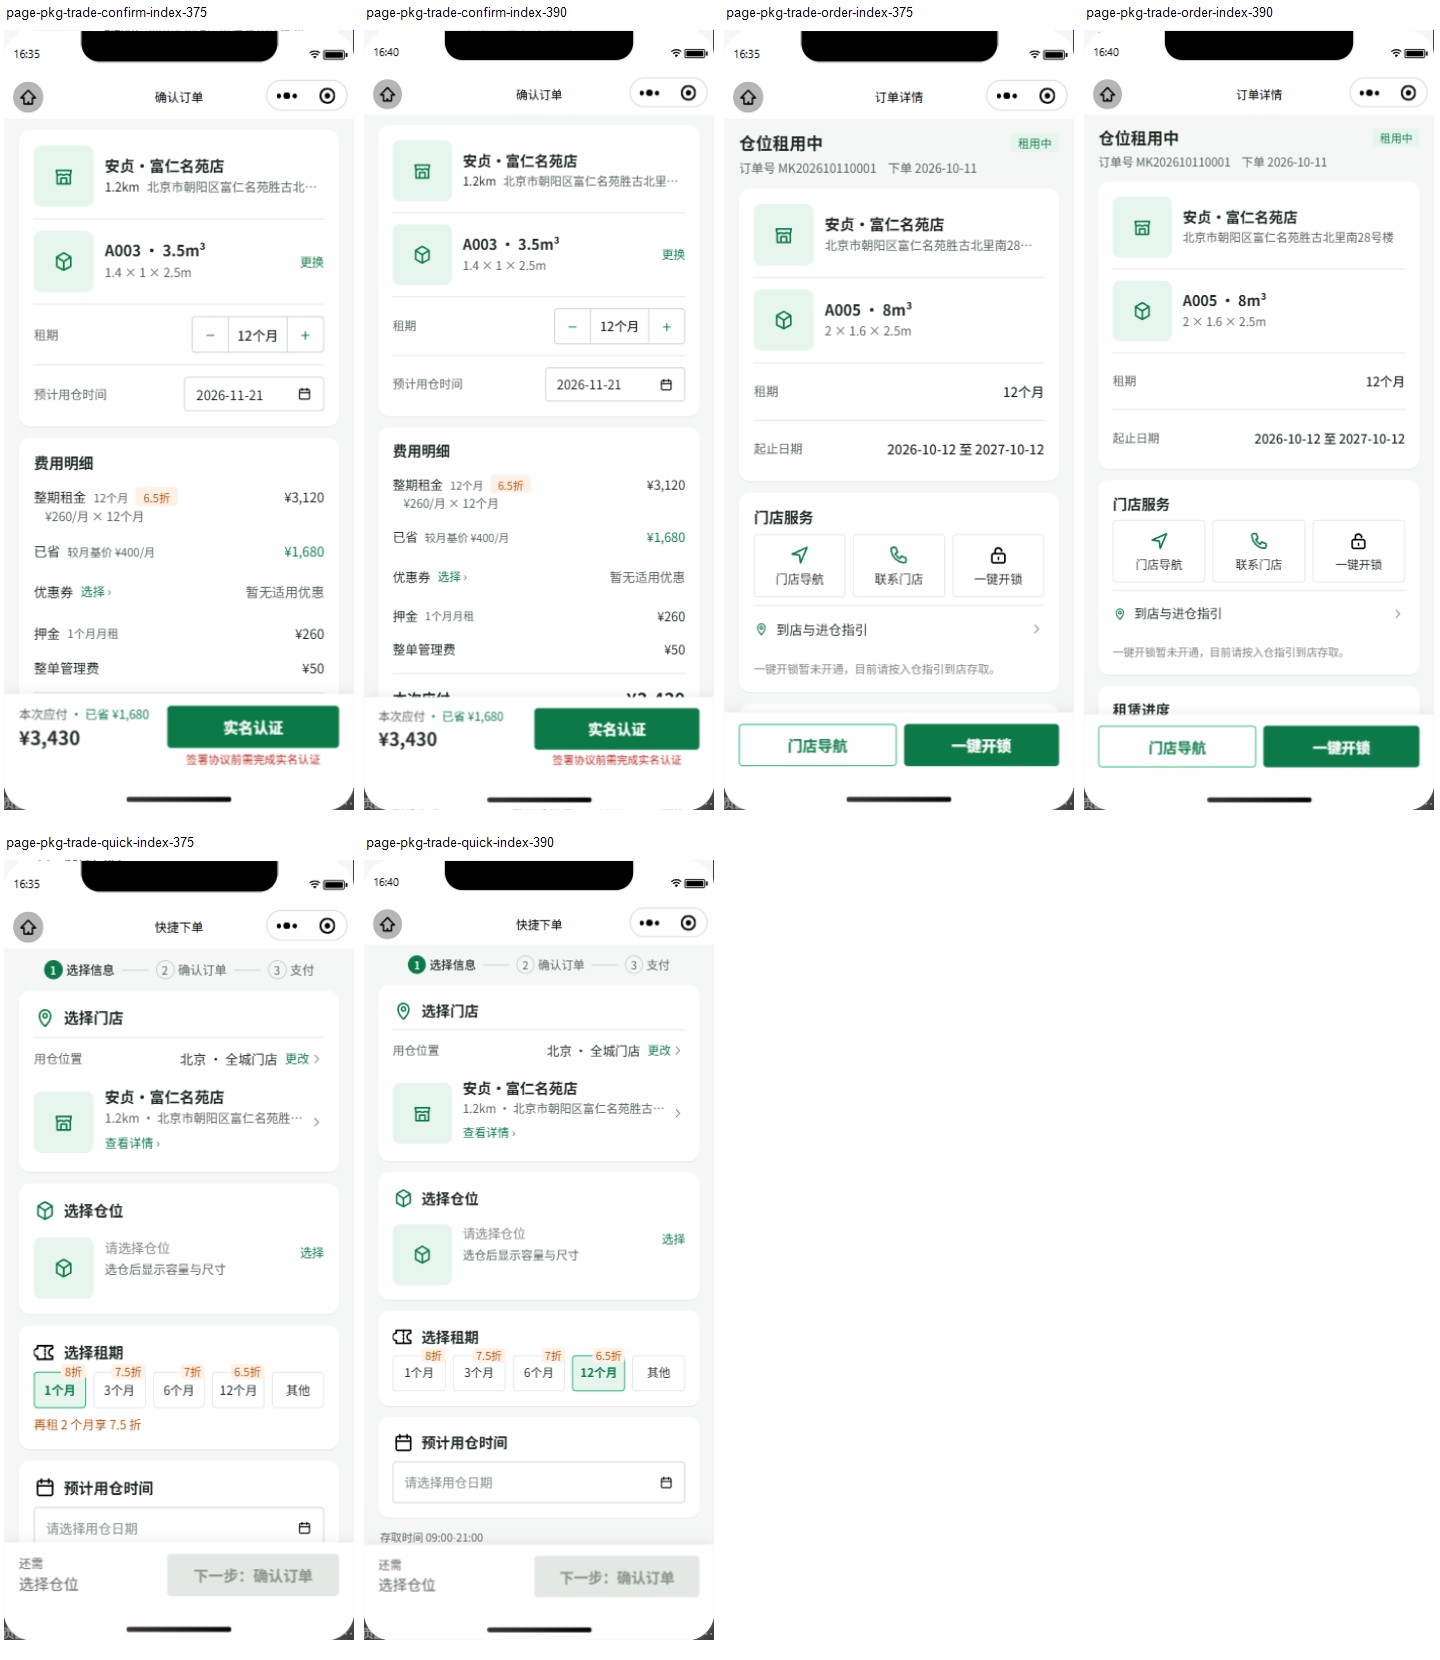 page-pkg-trade-confirm-index-375
16:35
确认订单
安贞・富仁名苑店
1.2km 北京市朝阳区富仁名苑胜古北…
A003 · 3.5m³
1.4 × 1 × 2.5m
更换
租期
− 12个月 +
预计用仓时间
2026-11-21
费用明细
整期租金 12个月 6.5折 ¥3,120
¥260/月 × 12个月
已省 较月基价 ¥400/月 ¥1,680
优惠券 选择 › 暂无适用优惠
押金 1个月月租 ¥260
整单管理费 ¥50
本次应付 · 已省 ¥1,680
¥3,430
实名认证
签署协议前需完成实名认证
page-pkg-trade-confirm-index-390
16:40
确认订单
安贞・富仁名苑店
1.2km 北京市朝阳区富仁名苑胜古北里…
A003 · 3.5m³
1.4 × 1 × 2.5m
更换
租期
− 12个月 +
预计用仓时间
2026-11-21
费用明细
整期租金 12个月 6.5折 ¥3,120
¥260/月 × 12个月
已省 较月基价 ¥400/月 ¥1,680
优惠券 选择 › 暂无适用优惠
押金 1个月月租 ¥260
整单管理费 ¥50
本次应付 ¥3,430
本次应付 · 已省 ¥1,680
¥3,430
实名认证
签署协议前需完成实名认证
page-pkg-trade-order-index-375
16:35
订单详情
仓位租用中
租用中
订单号 MK202610110001 下单 2026-10-11
安贞・富仁名苑店
北京市朝阳区富仁名苑胜古北里南28…
A005 · 8m³
2 × 1.6 × 2.5m
租期 12个月
起止日期 2026-10-12 至 2027-10-12
门店服务
门店导航 联系门店 一键开锁
到店与进仓指引
一键开锁暂未开通，目前请按入仓指引到店存取。
门店导航 一键开锁
page-pkg-trade-order-index-390
16:40
订单详情
仓位租用中
租用中
订单号 MK202610110001 下单 2026-10-11
安贞・富仁名苑店
北京市朝阳区富仁名苑胜古北里南28号楼
A005 · 8m³
2 × 1.6 × 2.5m
租期 12个月
起止日期 2026-10-12 至 2027-10-12
门店服务
门店导航 联系门店 一键开锁
到店与进仓指引
一键开锁暂未开通，目前请按入仓指引到店存取。
租赁进度
门店导航 一键开锁
page-pkg-trade-quick-index-375
16:35
快捷下单
1 选择信息 2 确认订单 3 支付
选择门店
用仓位置 北京 · 全城门店 更改
安贞・富仁名苑店
1.2km · 北京市朝阳区富仁名苑胜…
查看详情 ›
选择仓位
请选择仓位
选仓后显示容量与尺寸
选择
选择租期
8折 7.5折 7折 6.5折
1个月 3个月 6个月 12个月 其他
再租 2 个月享 7.5 折
预计用仓时间
请选择用仓日期
还需
选择仓位
下一步：确认订单
page-pkg-trade-quick-index-390
16:40
快捷下单
1 选择信息 2 确认订单 3 支付
选择门店
用仓位置 北京 · 全城门店 更改
安贞・富仁名苑店
1.2km · 北京市朝阳区富仁名苑胜古…
查看详情 ›
选择仓位
请选择仓位
选仓后显示容量与尺寸
选择
选择租期
8折 7.5折 7折 6.5折
1个月 3个月 6个月 12个月 其他
预计用仓时间
请选择用仓日期
存取时间 09:00-21:00
还需
选择仓位
下一步：确认订单